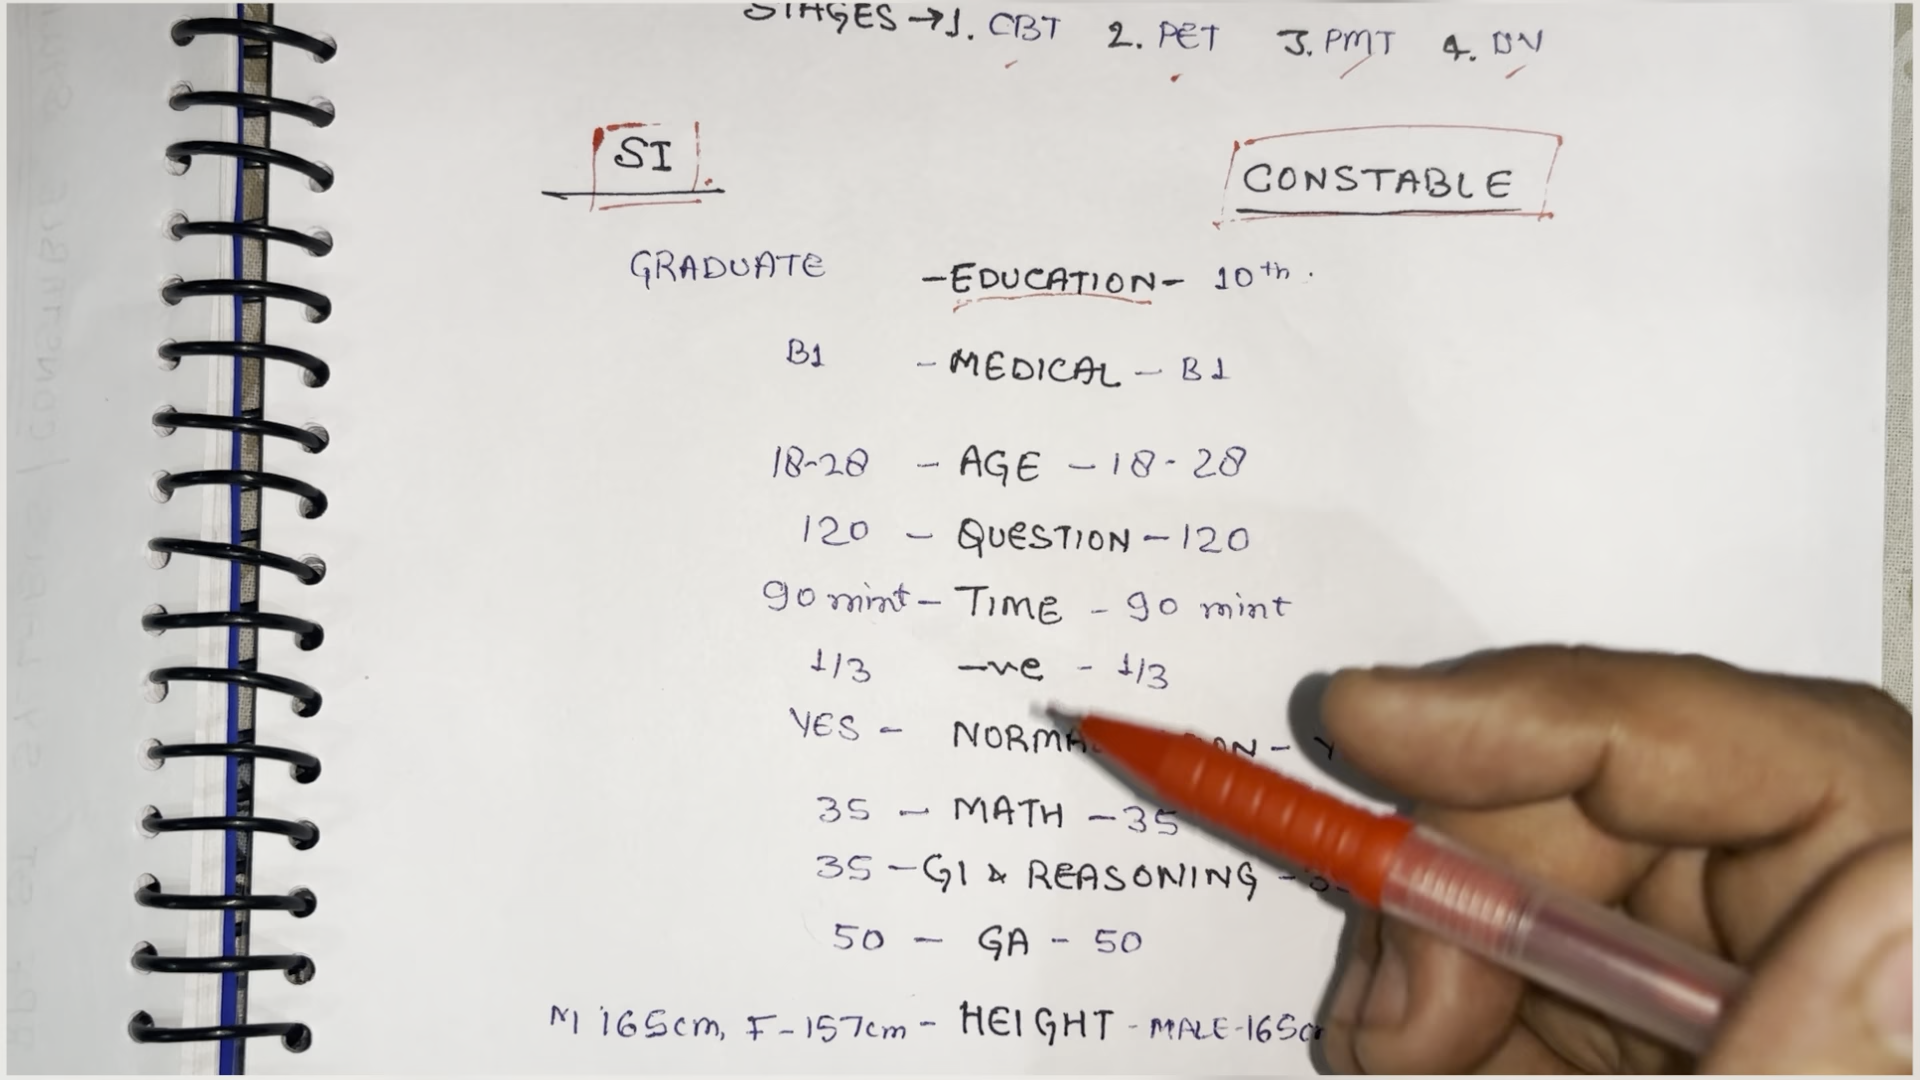 STAGES → 1. CBT 2. PET 3. PMT 4. DV
SI
CONSTABLE
GRADUATE - EDUCATION - 10th.
B1 - MEDICAL - B1
18-28 - AGE - 18-28
120 - QUESTION - 120
90 mint - TIME - 90 mint
1/3 -ve - 1/3
YES -
35 - MATH - 35
35 - GI & REASONING -
50 - GA - 50
M 165cm, F-157cm - HEIGHT - MALE-165cm